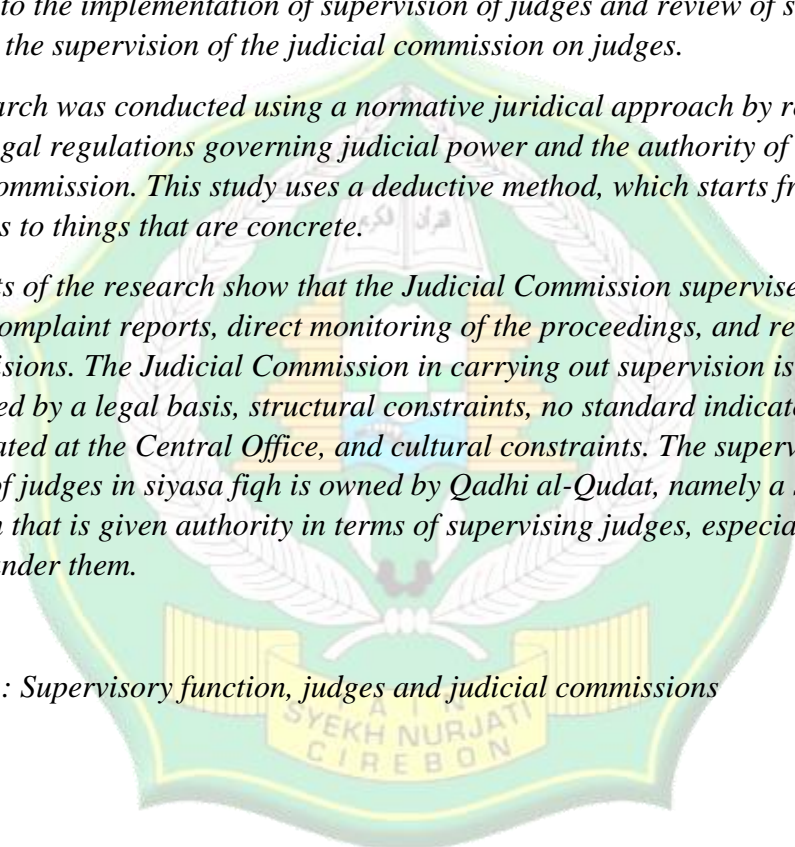 to the implementation of supervision of judges and review of s
the supervision of the judicial commission on judges.
arch was conducted using a normative juridical approach by r
gal regulations governing judicial power and the authority of
ommission. This study uses a deductive method, which starts fr
s to things that are concrete.
ts of the research show that the Judicial Commission supervise
omplaint reports, direct monitoring of the proceedings, and re
isions. The Judicial Commission in carrying out supervision is
ed by a legal basis, structural constraints, no standard indicat
ated at the Central Office, and cultural constraints. The superv
of judges in siyasa fiqh is owned by Qadhi al-Qudat, namely a s
n that is given authority in terms of supervising judges, especia
under them.
: Supervisory function, judges and judicial commissions
IAIN
SYEKH NURJATI
CIREBON